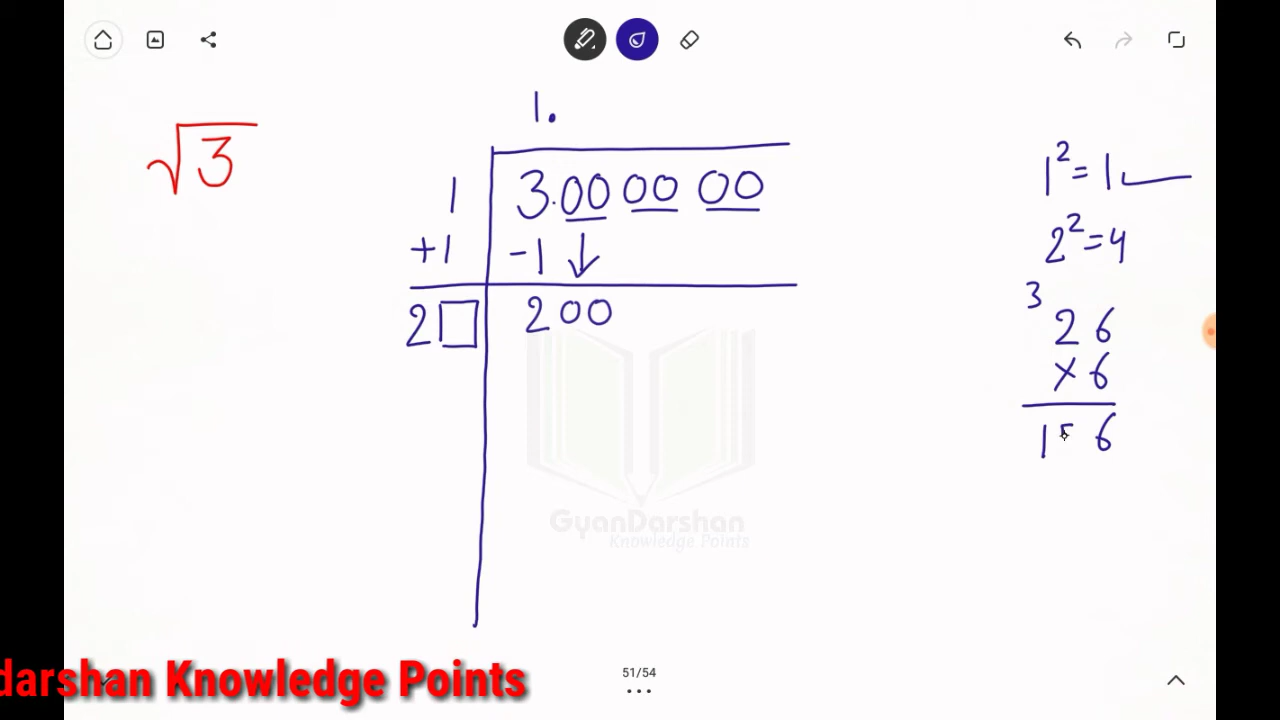 √3
1.
1 3.00 00 00
+1 -1 ↓
2□ 200
1² = 1
2² = 4
3
26
×6
156
GyanDarshan
Knowledge Points
darshan Knowledge Points
51/54